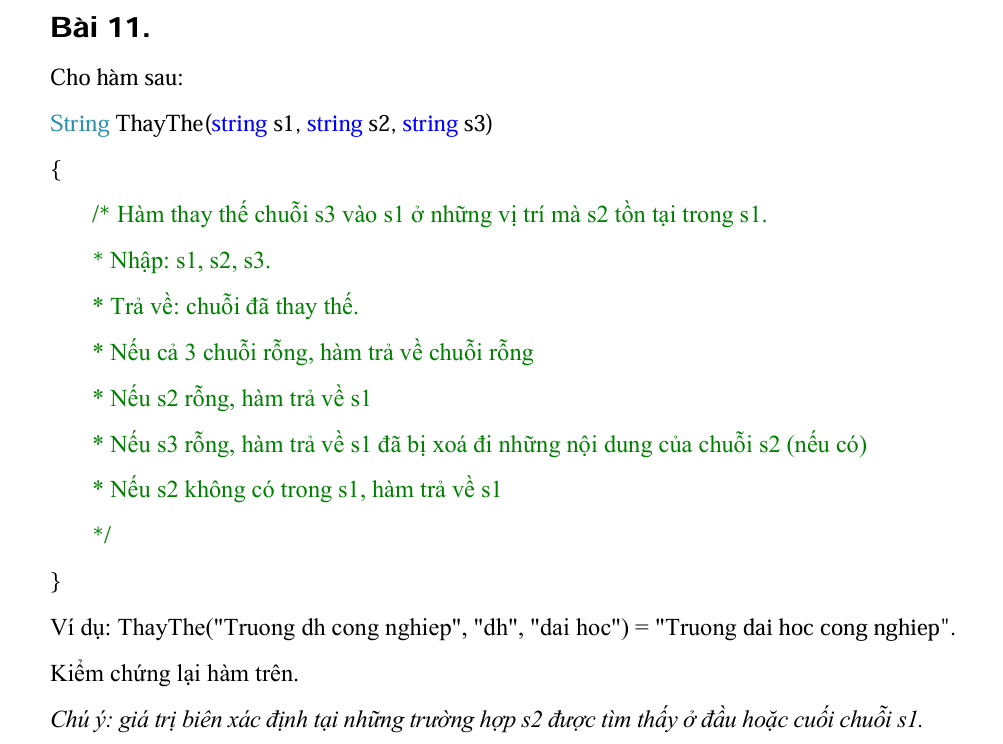 Bài 11.
Cho hàm sau:
String ThayThe(string s1, string s2, string s3)
{
/* Hàm thay thế chuỗi s3 vào s1 ở những vị trí mà s2 tồn tại trong s1.
* Nhập: s1, s2, s3.
* Trả về: chuỗi đã thay thế.
* Nếu cả 3 chuỗi rỗng, hàm trả về chuỗi rỗng
* Nếu s2 rỗng, hàm trả về s1
* Nếu s3 rỗng, hàm trả về s1 đã bị xoá đi những nội dung của chuỗi s2 (nếu có)
* Nếu s2 không có trong s1, hàm trả về s1
*/
}
Ví dụ: ThayThe("Truong dh cong nghiep", "dh", "dai hoc") = "Truong dai hoc cong nghiep".
Kiểm chứng lại hàm trên.
Chú ý: giá trị biên xác định tại những trường hợp s2 được tìm thấy ở đầu hoặc cuối chuỗi s1.